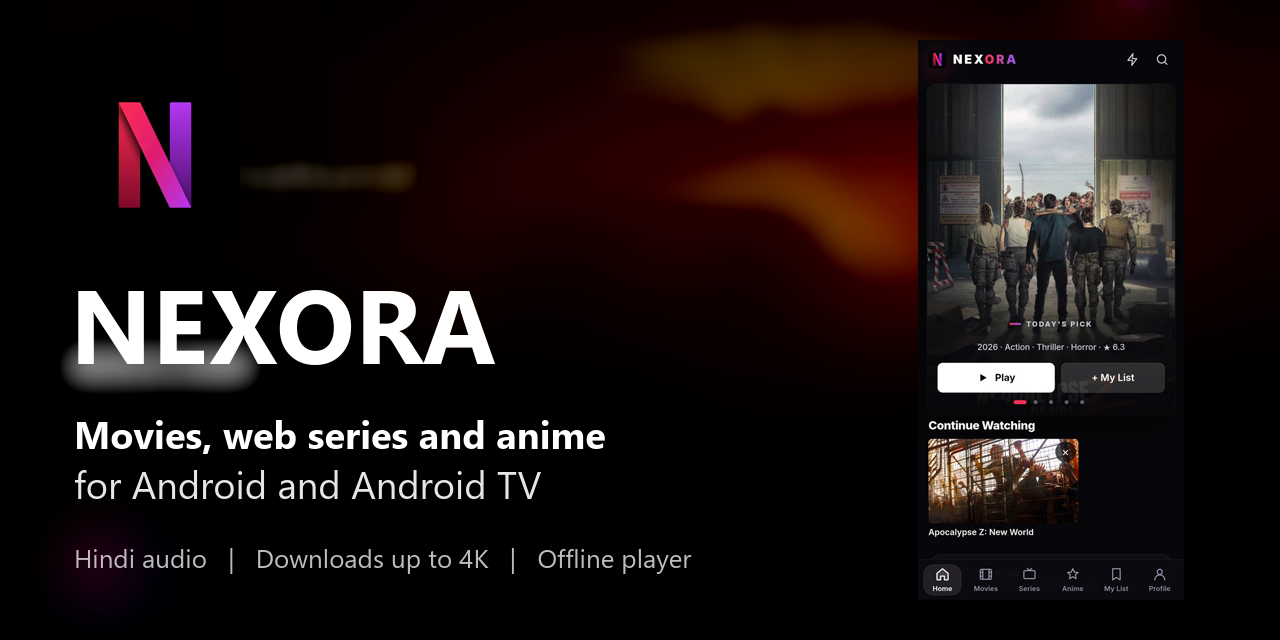 NEXORA
Movies, web series and anime
for Android and Android TV
Hindi audio | Downloads up to 4K | Offline player
N NEXORA
TODAY'S PICK
2026 · Action · Thriller · Horror · ★ 6.3
▶ Play + My List
Continue Watching
×
Apocalypse Z: New World
Home Movies Series Anime My List Profile